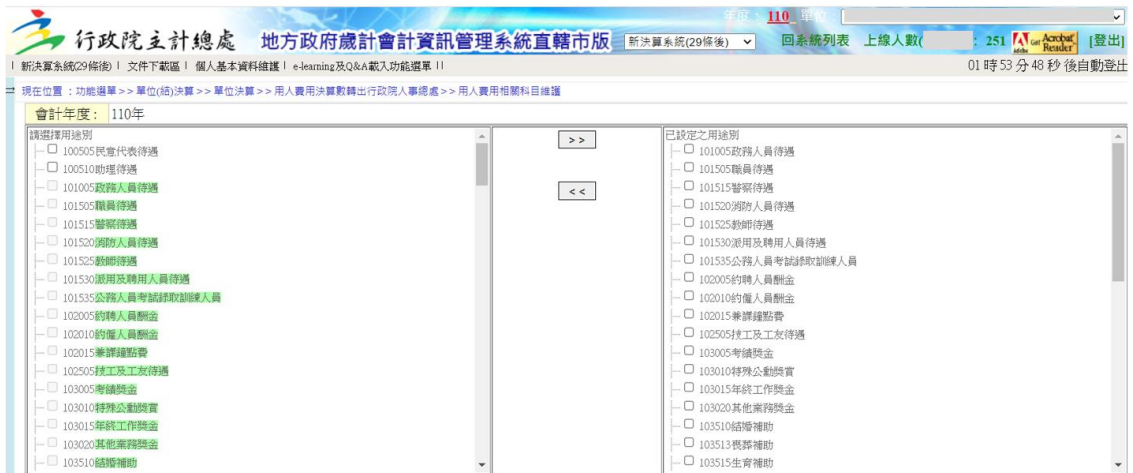 年度： 110 單位：
行政院主計總處 地方政府歲計會計資訊管理系統直轄市版 新決算系統(29條後) 回系統列表 上線人數( ： 251 Get Acrobat Reader Adobe [登出]
| 新決算系統(29條後) | 文件下載區 | 個人基本資料維護 | e-learning及Q&A載入功能選單 | |
01 時 53 分 48 秒 後自動登出
現在位置 ：功能選單>>單位(結)決算>>單位決算>>用人費用決算數轉出行政院人事總處>>用人費用相關科目維護
會計年度： 110年
請選擇用途別
100505民意代表待遇
100510助理待遇
101005政務人員待遇
101505職員待遇
101515警察待遇
101520消防人員待遇
101525教師待遇
101530派用及聘用人員待遇
101535公務人員考試錄取訓練人員
102005約聘人員酬金
102010約僱人員酬金
102015兼課鐘點費
102505技工及工友待遇
103005考績獎金
103010特殊公勳獎賞
103015年終工作獎金
103020其他業務獎金
103510結婚補助
>>
<<
已設定之用途別
101005政務人員待遇
101505職員待遇
101515警察待遇
101520消防人員待遇
101525教師待遇
101530派用及聘用人員待遇
101535公務人員考試錄取訓練人員
102005約聘人員酬金
102010約僱人員酬金
102015兼課鐘點費
102505技工及工友待遇
103005考績獎金
103010特殊公勳獎賞
103015年終工作獎金
103020其他業務獎金
103510結婚補助
103513喪葬補助
103515生育補助